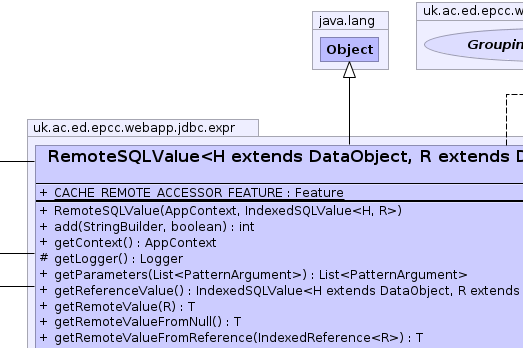 java.lang
Object
uk.ac.ed.epcc.w
Groupin
uk.ac.ed.epcc.webapp.jdbc.expr
RemoteSQLValue<H extends DataObject, R extends D
+ CACHE_REMOTE_ACCESSOR_FEATURE : Feature
+ RemoteSQLValue(AppContext, IndexedSQLValue<H, R>)
+ add(StringBuilder, boolean) : int
+ getContext() : AppContext
# getLogger() : Logger
+ getParameters(List<PatternArgument>) : List<PatternArgument>
+ getReferenceValue() : IndexedSQLValue<H extends DataObject, R extends
+ getRemoteValue(R) : T
+ getRemoteValueFromNull() : T
+ getRemoteValueFromReference(IndexedReference<R>) : T